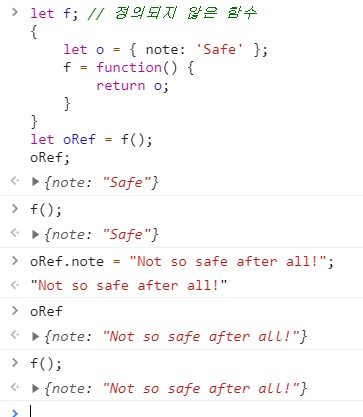 > let f; // 정의되지 않은 함수
{
    let o = { note: 'Safe' };
    f = function() {
        return o;
    }
}
let oRef = f();
oRef;
<· ▶{note: "Safe"}
> f();
<· ▶{note: "Safe"}
> oRef.note = "Not so safe after all!";
<· "Not so safe after all!"
> oRef
<· ▶{note: "Not so safe after all!"}
> f();
<· ▶{note: "Not so safe after all!"}
>